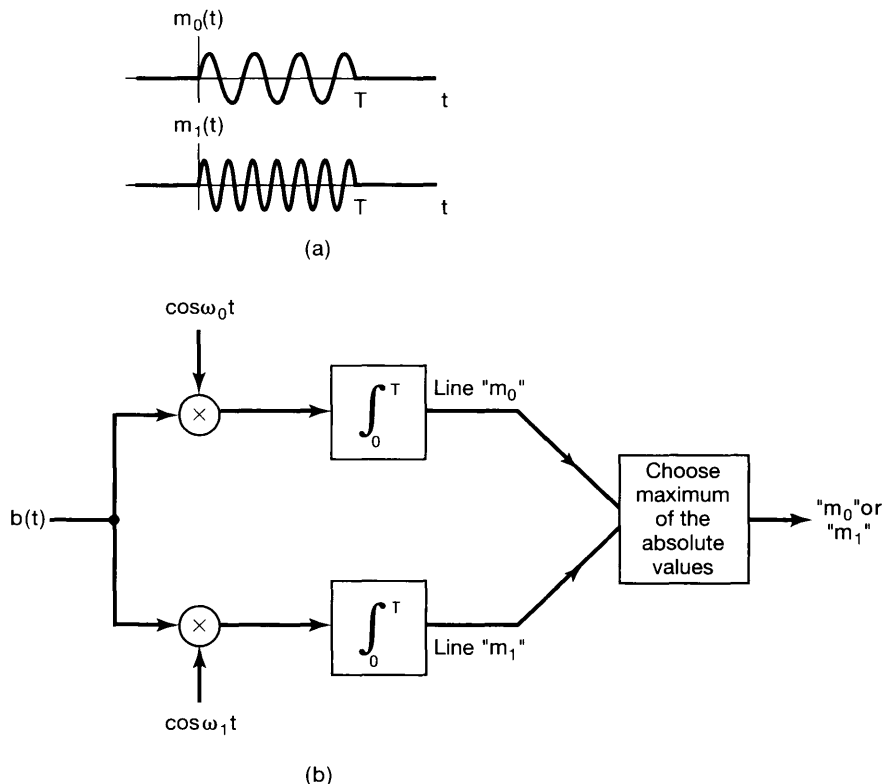 m₀(t)
T t
m₁(t)
T t
(a)
cosω₀t
×
∫₀ᵀ
Line "m₀"
b(t)
Choose
maximum
of the
absolute
values
"m₀"or
"m₁"
×
∫₀ᵀ
Line "m₁"
cosω₁t
(b)